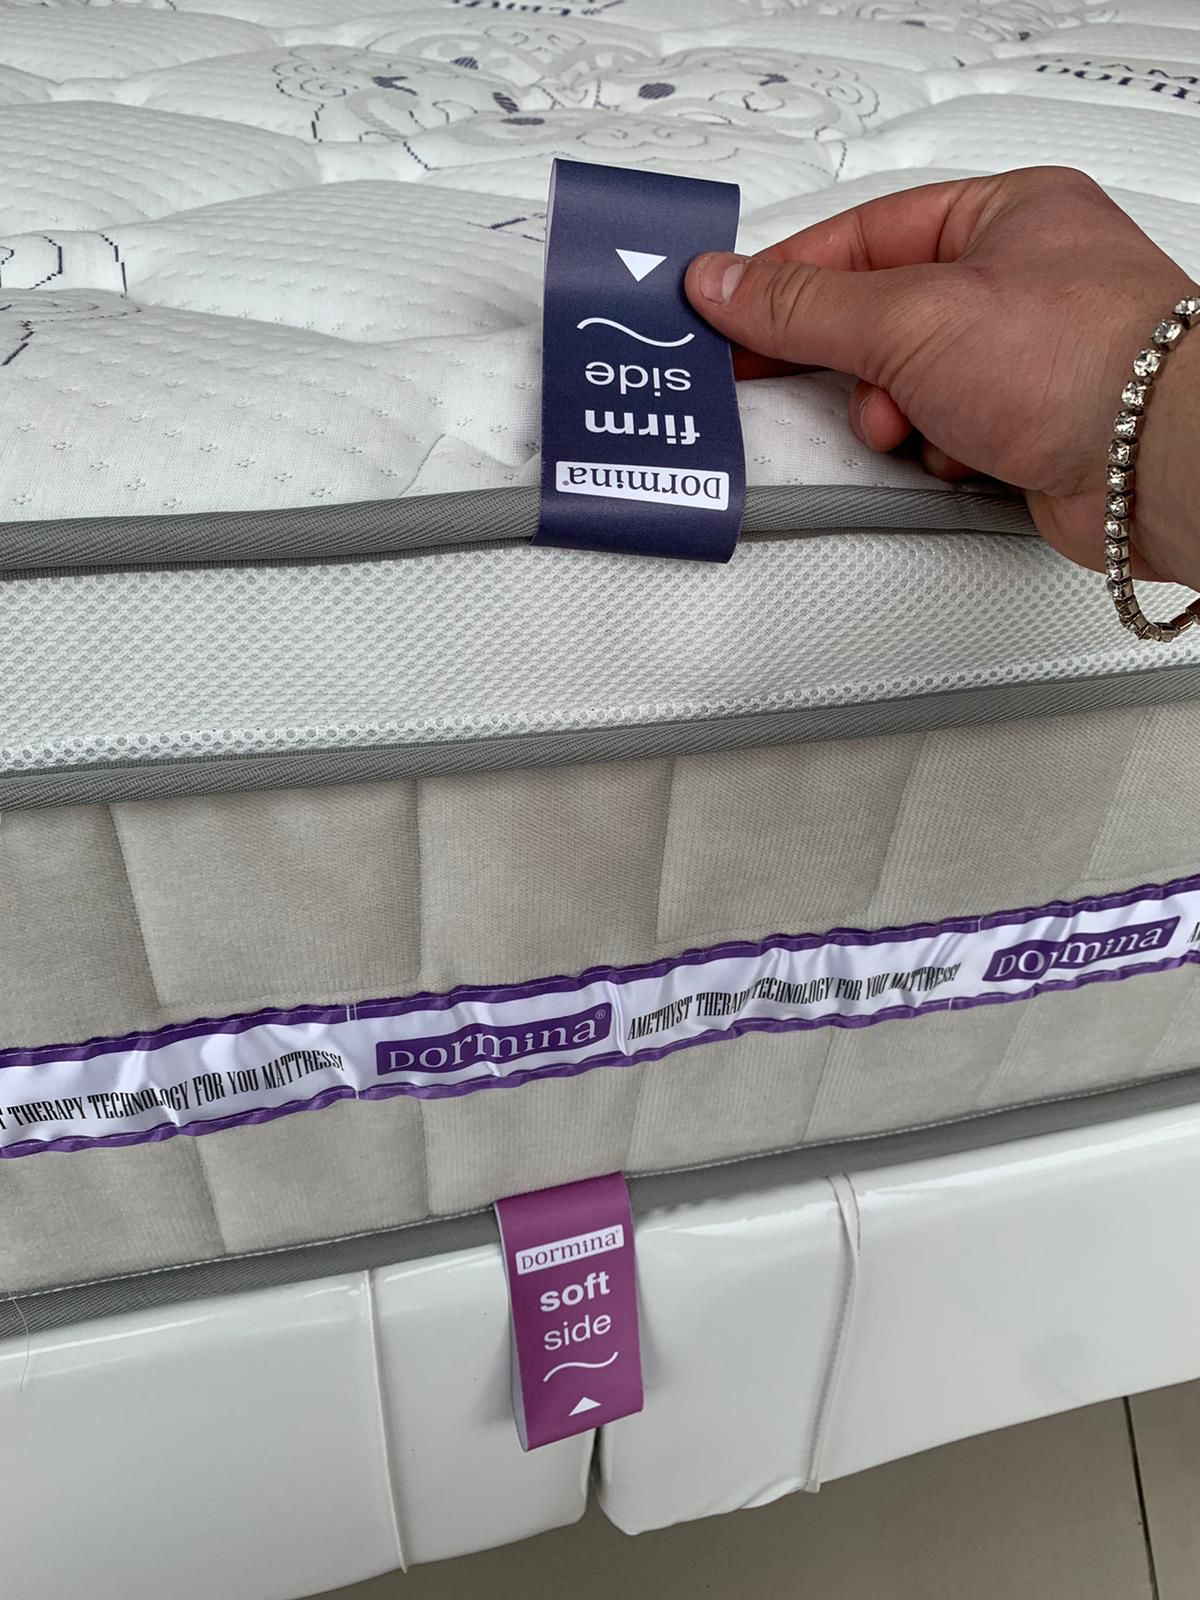 Dormina®
firm
side
THERAPY TECHNOLOGY FOR YOU MATTRESS!
Dormina®
AMETHYST THERAPY TECHNOLOGY FOR YOU MATTRESS!
Dormina®
Dormina®
soft
side